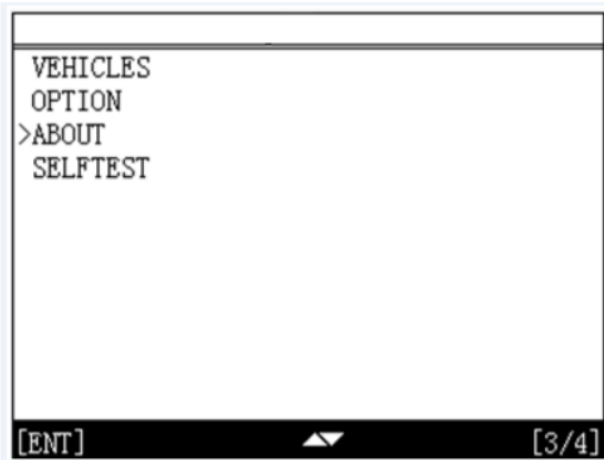 VEHICLES
OPTION
>ABOUT
SELFTEST
[ENT] [3/4]